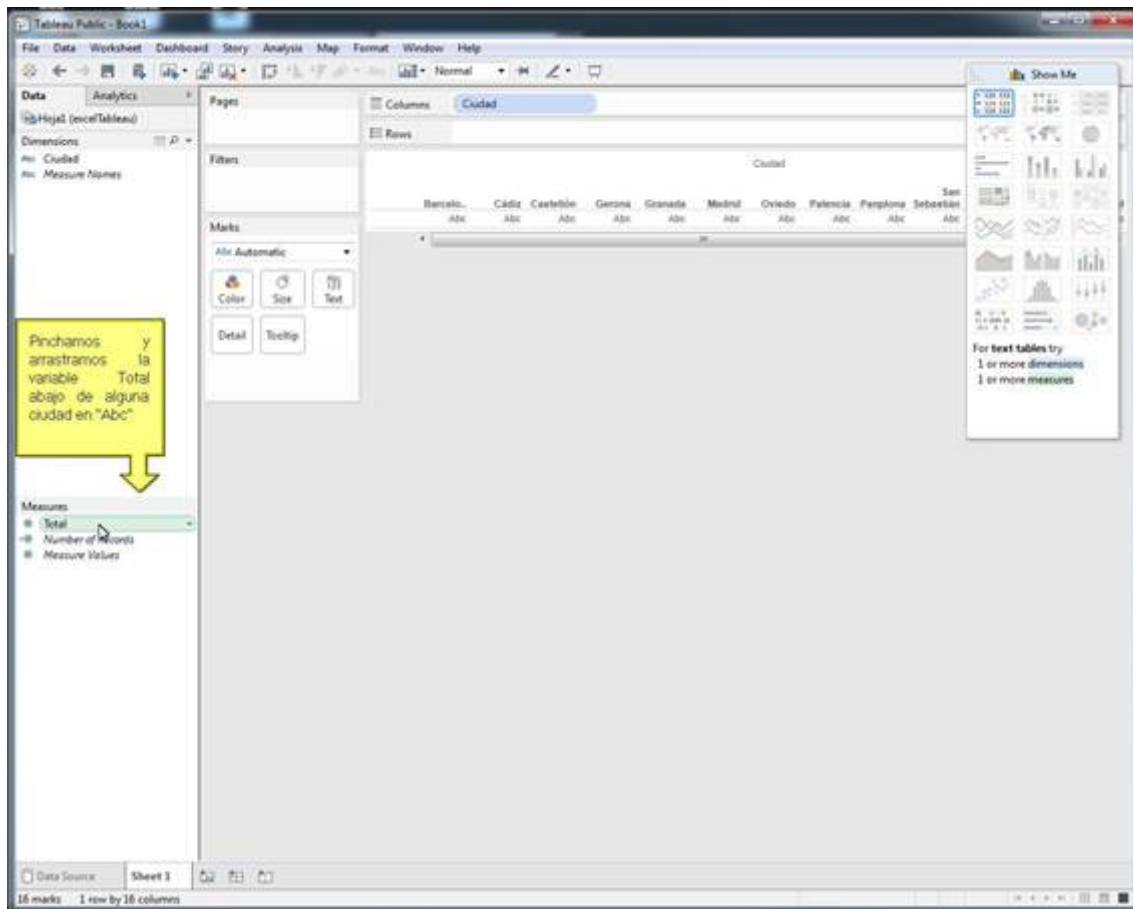 Tableau Public - Book1
File Data Worksheet Dashboard Story Analysis Map Format Window Help
Normal
Show Me
Data Analytics
Pages
Columns Ciudad
Hoja1 (excelTableau)
Dimensions
Rows
Abc Ciudad
Abc Measure Names
Filters
Ciudad
Barcelo.. Cádiz Castellón Gerona Granada Madrid Oviedo Palencia Pamplona San Sebastián
Abc Abc Abc Abc Abc Abc Abc Abc Abc Abc
Marks
Abc Automatic
Color Size Text
Detail Tooltip
Pinchamos y
arrastramos la
variable Total
abajo de alguna
ciudad en "Abc"
For text tables try
1 or more dimensions
1 or more measures
Measures
Total
Number of Records
Measure Values
Data Source Sheet 1
16 marks 1 row by 16 columns